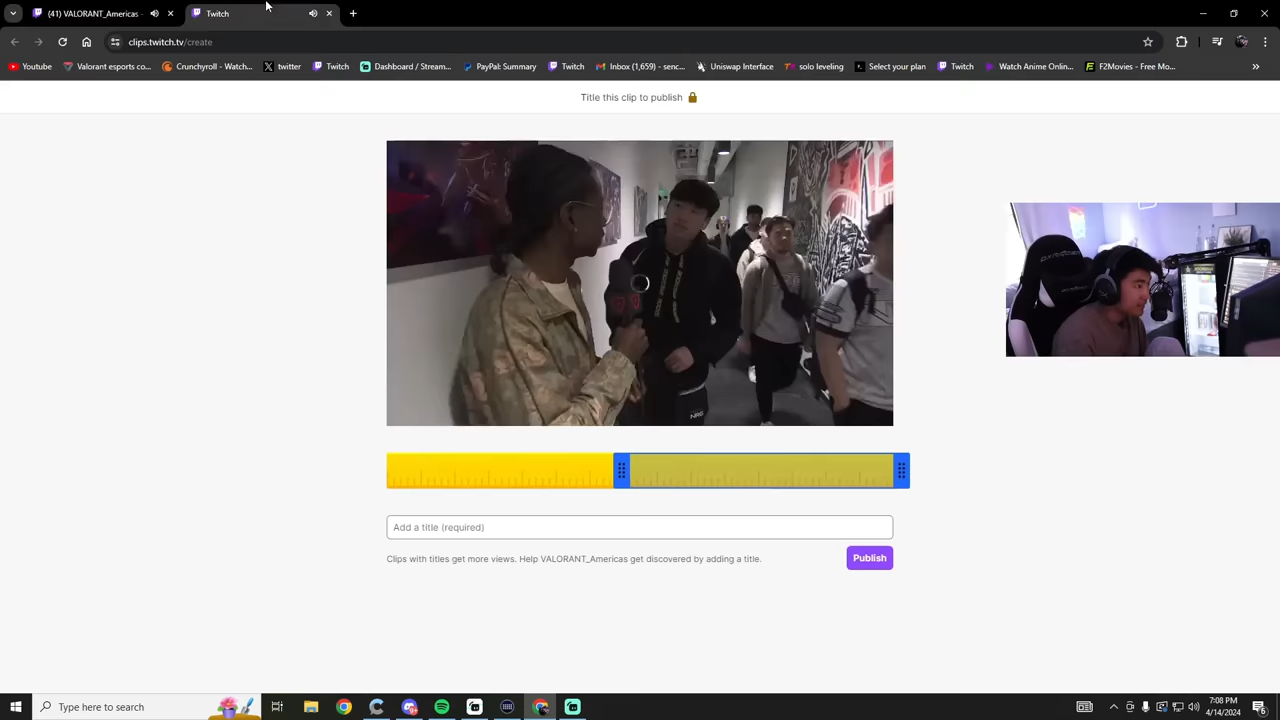 (41) VALORANT_Americas -
Twitch
clips.twitch.tv/create
Youtube
Valorant esports co...
Crunchyroll - Watch...
twitter
Twitch
Dashboard / Stream...
PayPal: Summary
Twitch
Inbox (1,659) - senc...
Uniswap Interface
solo leveling
Select your plan
Twitch
Watch Anime Onlin...
F2Movies - Free Mo...
Title this clip to publish
NRG
Add a title (required)
Clips with titles get more views. Help VALORANT_Americas get discovered by adding a title.
Publish
Type here to search
7:08 PM
4/14/2024